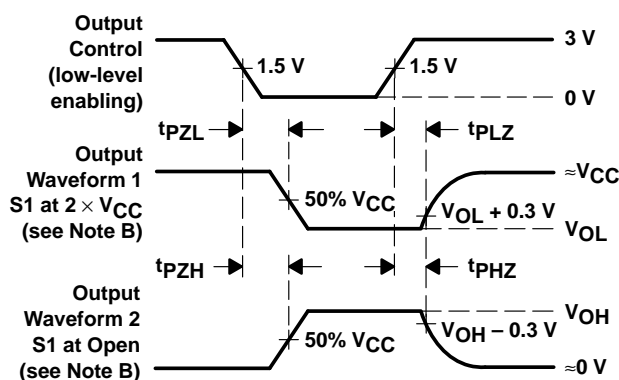 Output
Control
(low-level
enabling)
1.5 V
1.5 V
3 V
0 V
tPZL
tPLZ
Output
Waveform 1
S1 at 2 × VCC
(see Note B)
50% VCC
VOL + 0.3 V
≈VCC
VOL
tPZH
tPHZ
Output
Waveform 2
S1 at Open
(see Note B)
50% VCC
VOH − 0.3 V
VOH
≈0 V